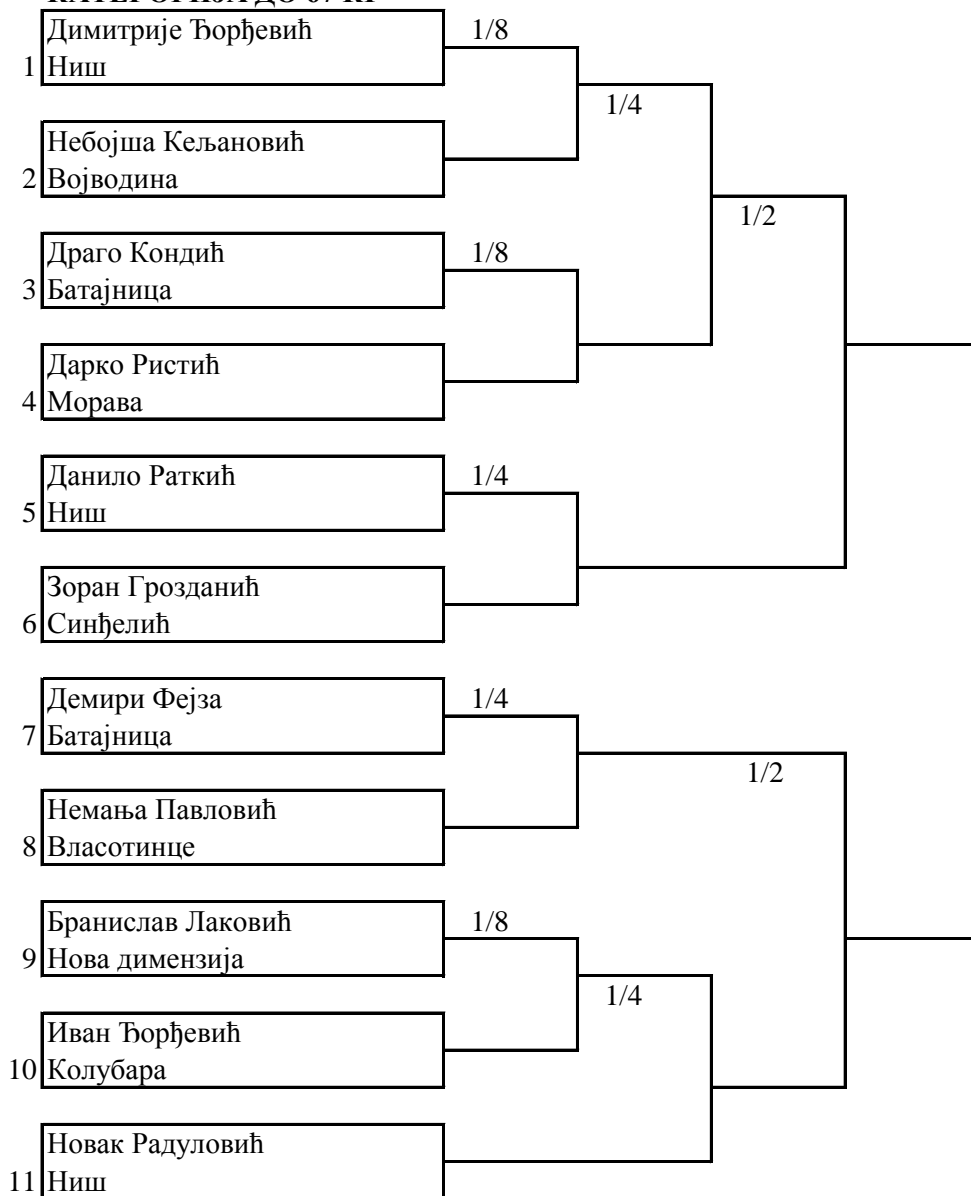 Димитрије Ђорђевић
1/8
1 Ниш
1/4
Небојша Кељановић
2 Војводина
1/2
Драго Кондић
1/8
3 Батајница
Дарко Ристић
4 Морава
Данило Раткић
1/4
5 Ниш
Зоран Грозданић
6 Синђелић
Демири Фејза
1/4
7 Батајница
1/2
Немања Павловић
8 Власотинце
Бранислав Лаковић
1/8
9 Нова димензија
1/4
Иван Ђорђевић
10 Колубара
Новак Радуловић
11 Ниш